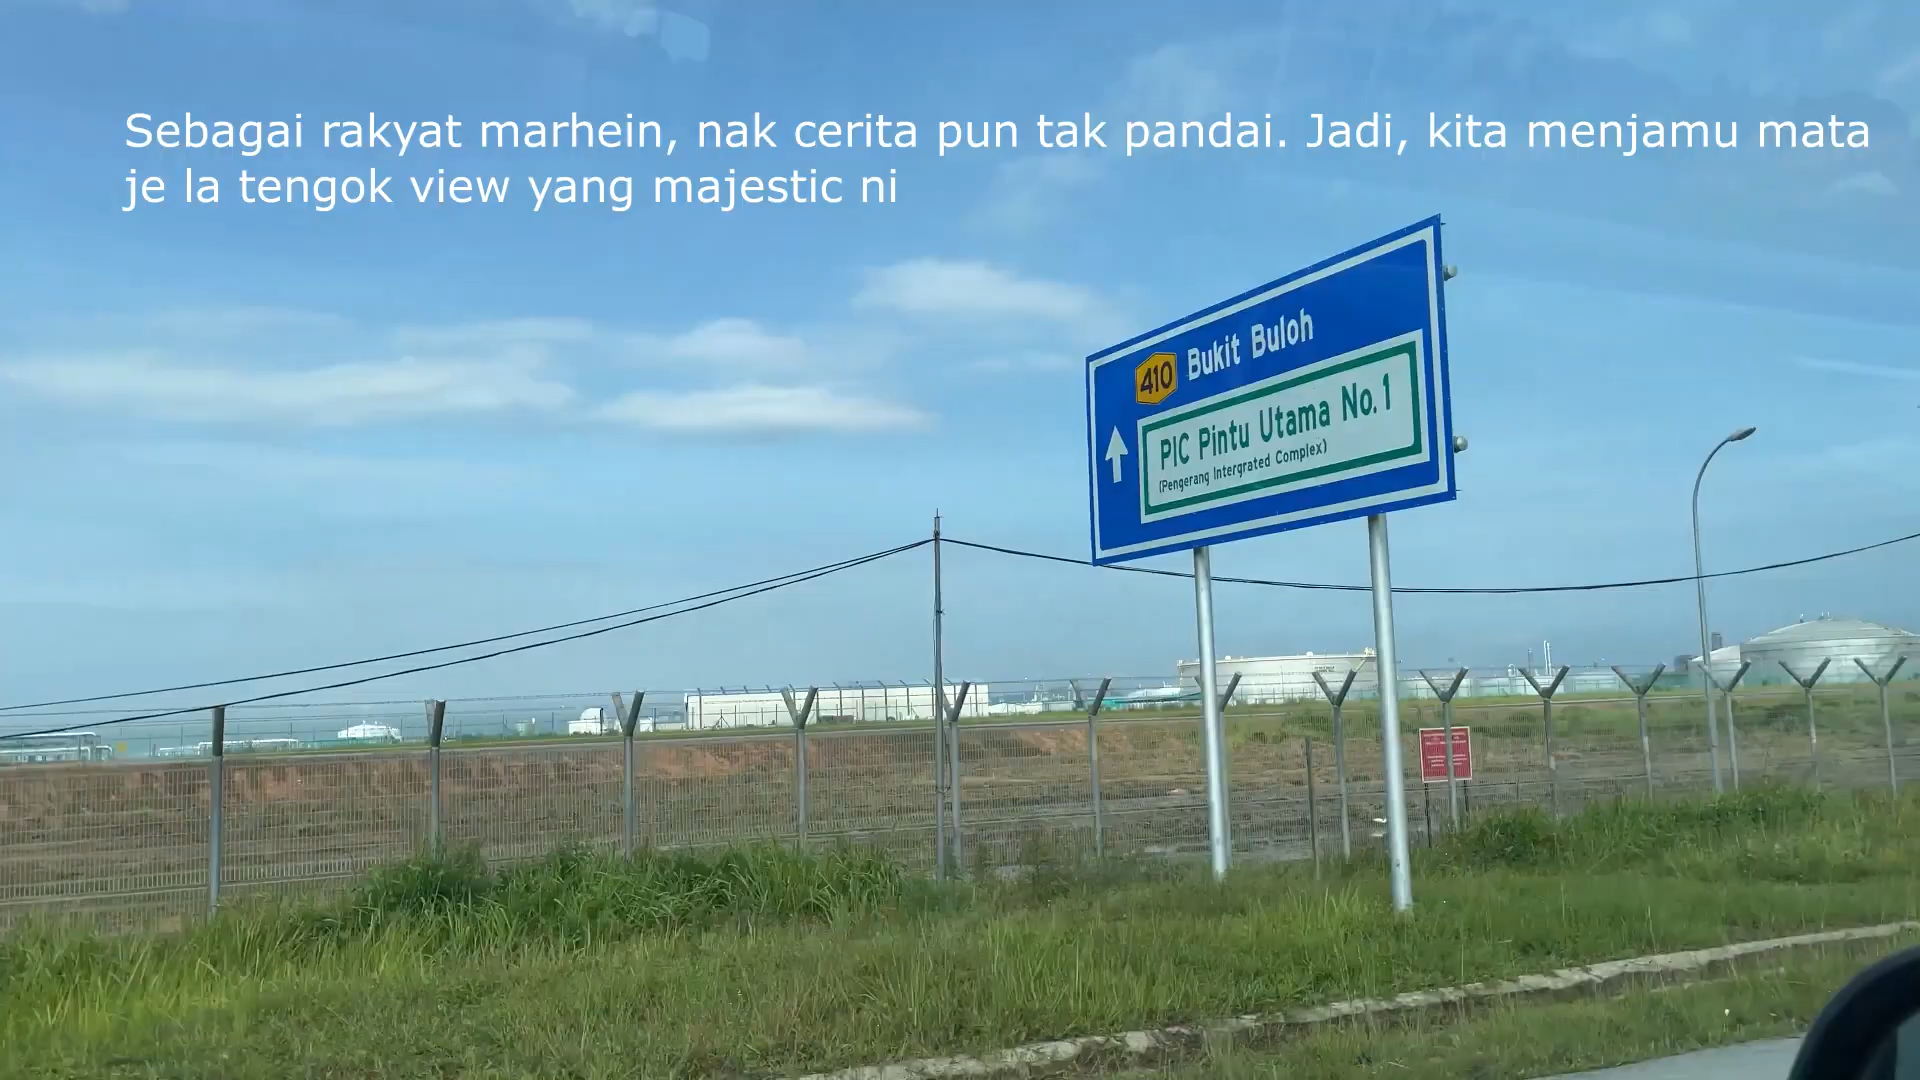 Sebagai rakyat marhein, nak cerita pun tak pandai. Jadi, kita menjamu mata
je la tengok view yang majestic ni
410 Bukit Buloh
PIC Pintu Utama No.1
(Pengerang Intergrated Complex)